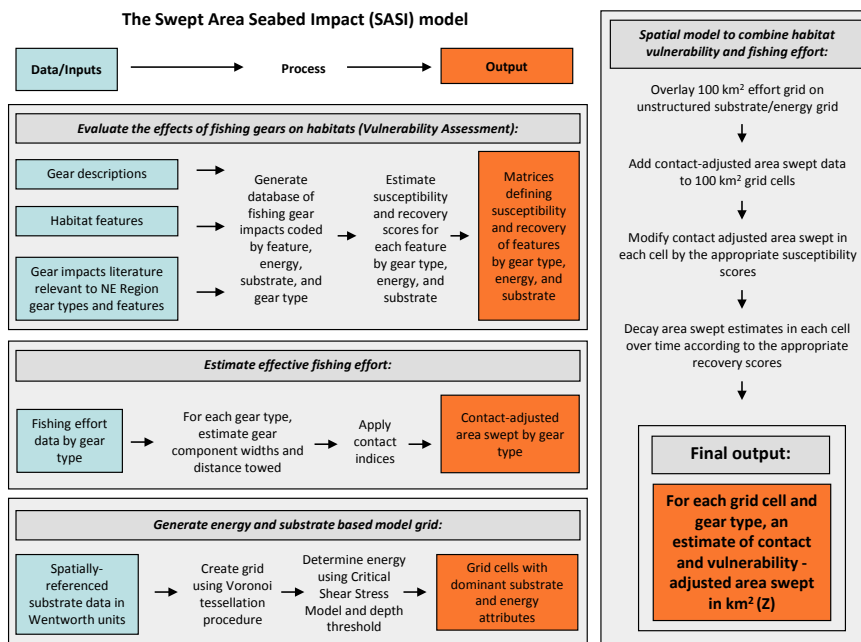 The Swept Area Seabed Impact (SASI) model
Data/Inputs
Process
Output
Evaluate the effects of fishing gears on habitats (Vulnerability Assessment):
Gear descriptions
Habitat features
Gear impacts literature
relevant to NE Region
gear types and features
Generate
database of
fishing gear
impacts coded
by feature,
energy,
substrate, and
gear type
Estimate
susceptibility
and recovery
scores for
each feature
by gear type,
energy, and
substrate
Matrices
defining
susceptibility
and recovery
of features
by gear type,
energy, and
substrate
Estimate effective fishing effort:
Fishing effort
data by gear
type
For each gear type,
estimate gear
component widths and
distance towed
Apply
contact
indices
Contact-adjusted
area swept by gear
type
Generate energy and substrate based model grid:
Spatially-
referenced
substrate data in
Wentworth units
Create grid
using Voronoi
tessellation
procedure
Determine energy
using Critical
Shear Stress
Model and depth
threshold
Grid cells with
dominant substrate
and energy
attributes
Spatial model to combine habitat
vulnerability and fishing effort:
Overlay 100 km² effort grid on
unstructured substrate/energy grid
Add contact-adjusted area swept data
to 100 km² grid cells
Modify contact adjusted area swept in
each cell by the appropriate susceptibility
scores
Decay area swept estimates in each cell
over time according to the appropriate
recovery scores
Final output:
For each grid cell and
gear type, an
estimate of contact
and vulnerability -
adjusted area swept
in km² (Z)